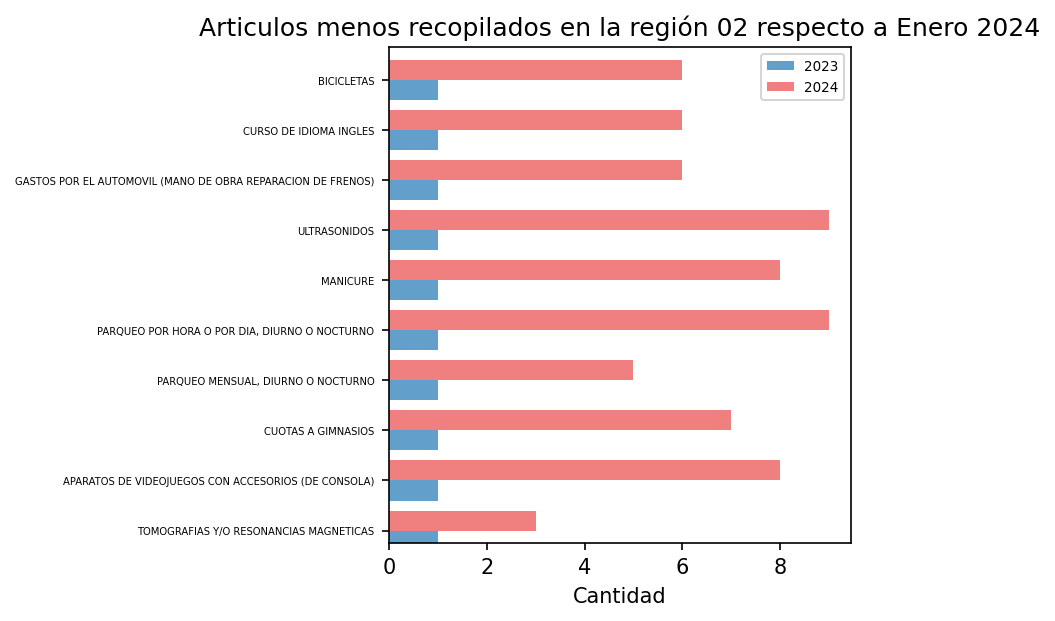 Articulos menos recopilados en la región 02 respecto a Enero 2024
2023
2024
BICICLETAS
CURSO DE IDIOMA INGLES
GASTOS POR EL AUTOMOVIL (MANO DE OBRA REPARACION DE FRENOS)
ULTRASONIDOS
MANICURE
PARQUEO POR HORA O POR DIA, DIURNO O NOCTURNO
PARQUEO MENSUAL, DIURNO O NOCTURNO
CUOTAS A GIMNASIOS
APARATOS DE VIDEOJUEGOS CON ACCESORIOS (DE CONSOLA)
TOMOGRAFIAS Y/O RESONANCIAS MAGNETICAS
0 2 4 6 8
Cantidad